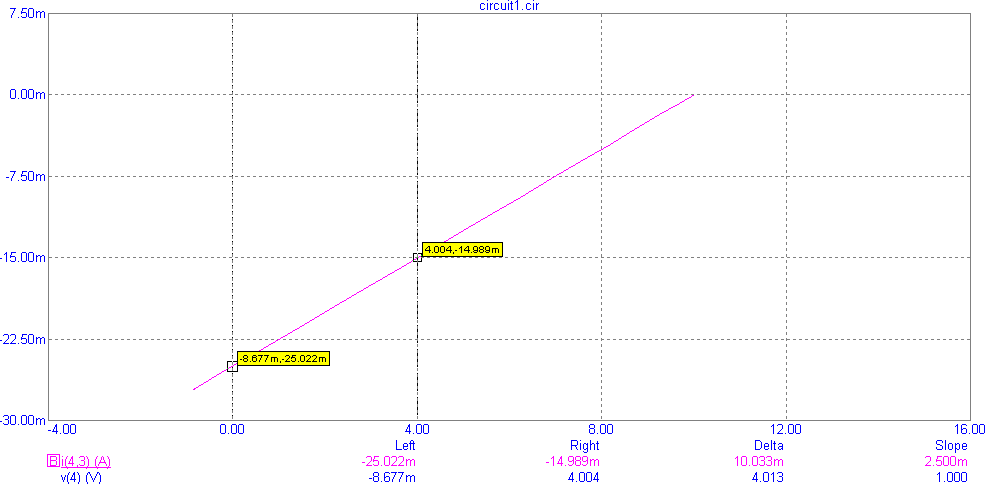 circuit1.cir
7.50m
0.00m
-7.50m
-15.00m
-22.50m
-30.00m
4.004,-14.989m
-8.677m,-25.022m
-4.00 0.00 4.00 8.00 12.00 16.00
Left Right Delta Slope
B i(4,3) (A) -25.022m -14.989m 10.033m 2.500m
v(4) (V) -8.677m 4.004 4.013 1.000